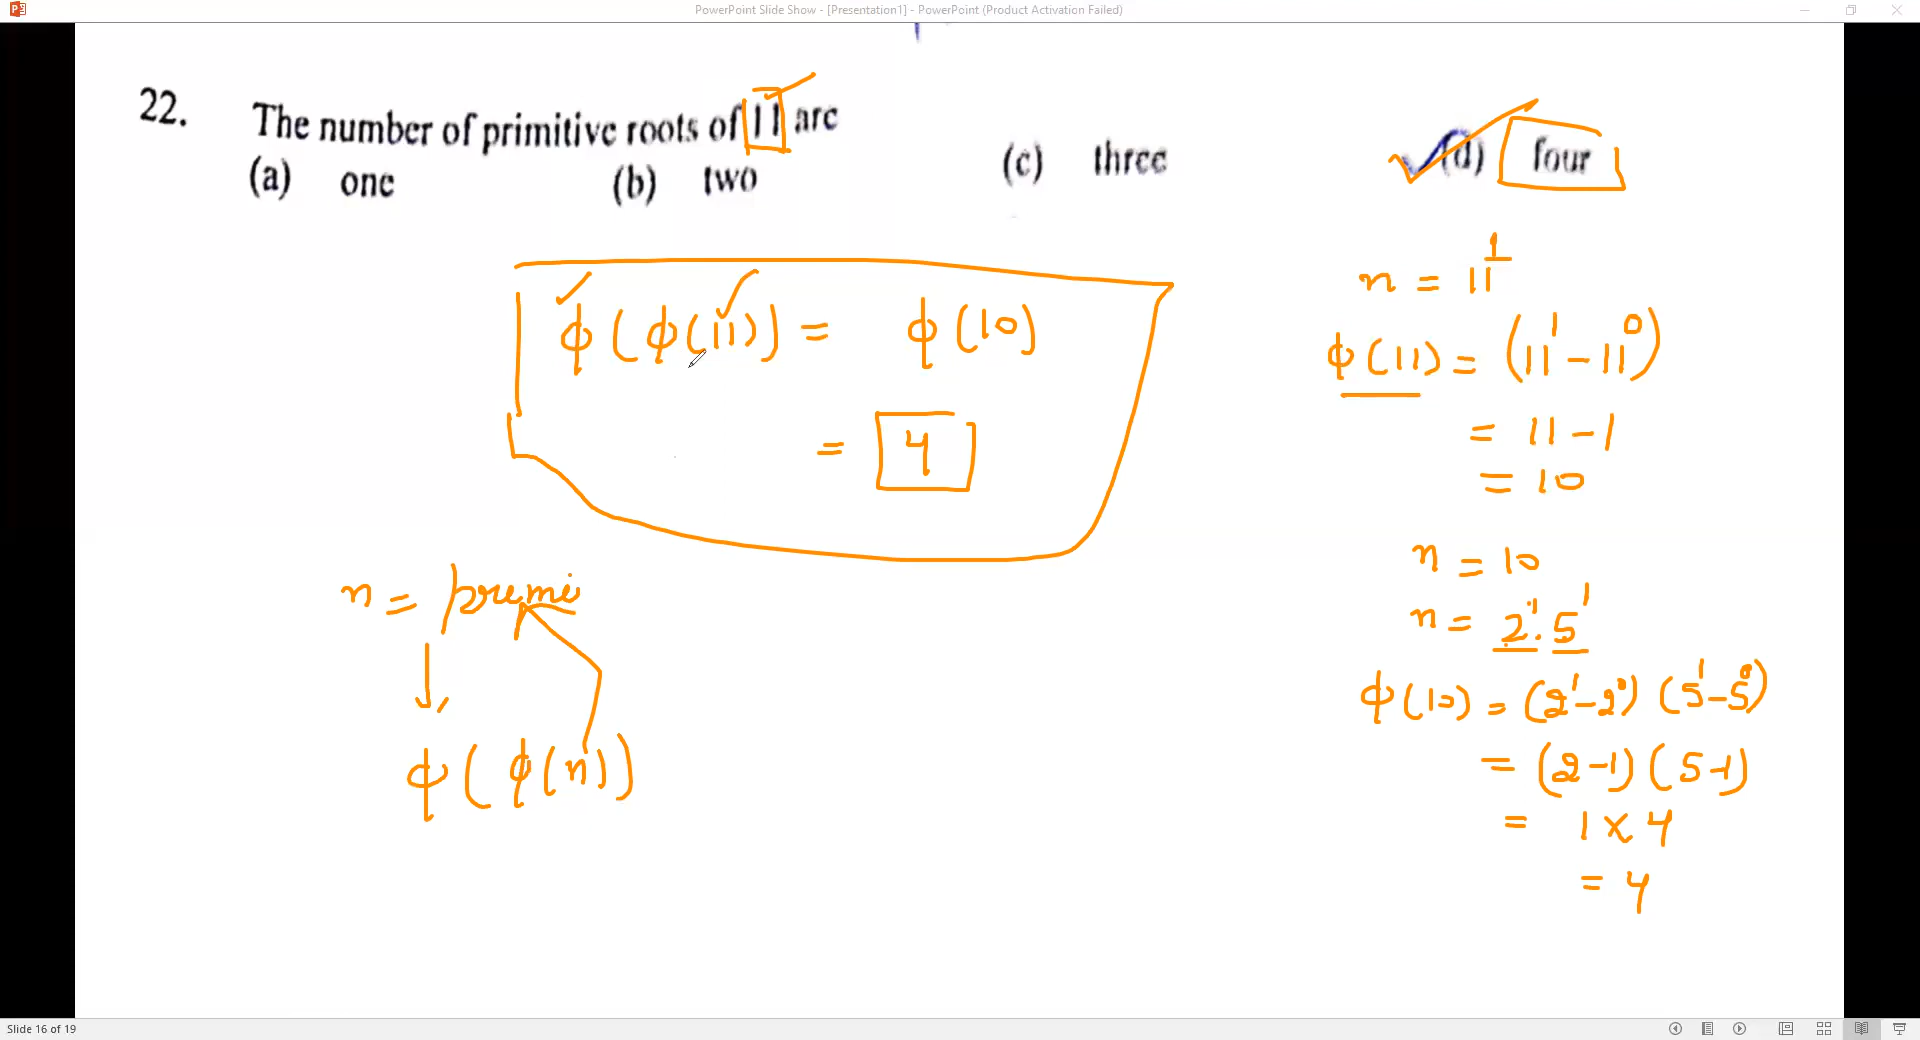 PowerPoint Slide Show - [Presentation1] - PowerPoint (Product Activation Failed)
22. The number of primitive roots of 11 are
(a) one (b) two (c) three (d) four
ϕ(ϕ(11)) = ϕ(10)
= 4
n = prime
ϕ(ϕ(n))
n = 11¹
ϕ(11) = (11¹ - 11⁰)
= 11 - 1
= 10
n = 10
n = 2¹. 5¹
ϕ(10) = (2¹ - 2⁰) (5¹ - 5⁰)
= (2 - 1) (5 - 1)
= 1 × 4
= 4
Slide 16 of 19